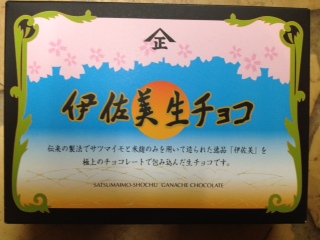 正
伊佐美生チョコ
伝来の製法でサツマイモと米麹のみを用いて造られた逸品「伊佐美」を
極上のチョコレートで包み込んだ生チョコです。
SATSUMAIMO-SHOCHU GANACHE CHOCOLATE